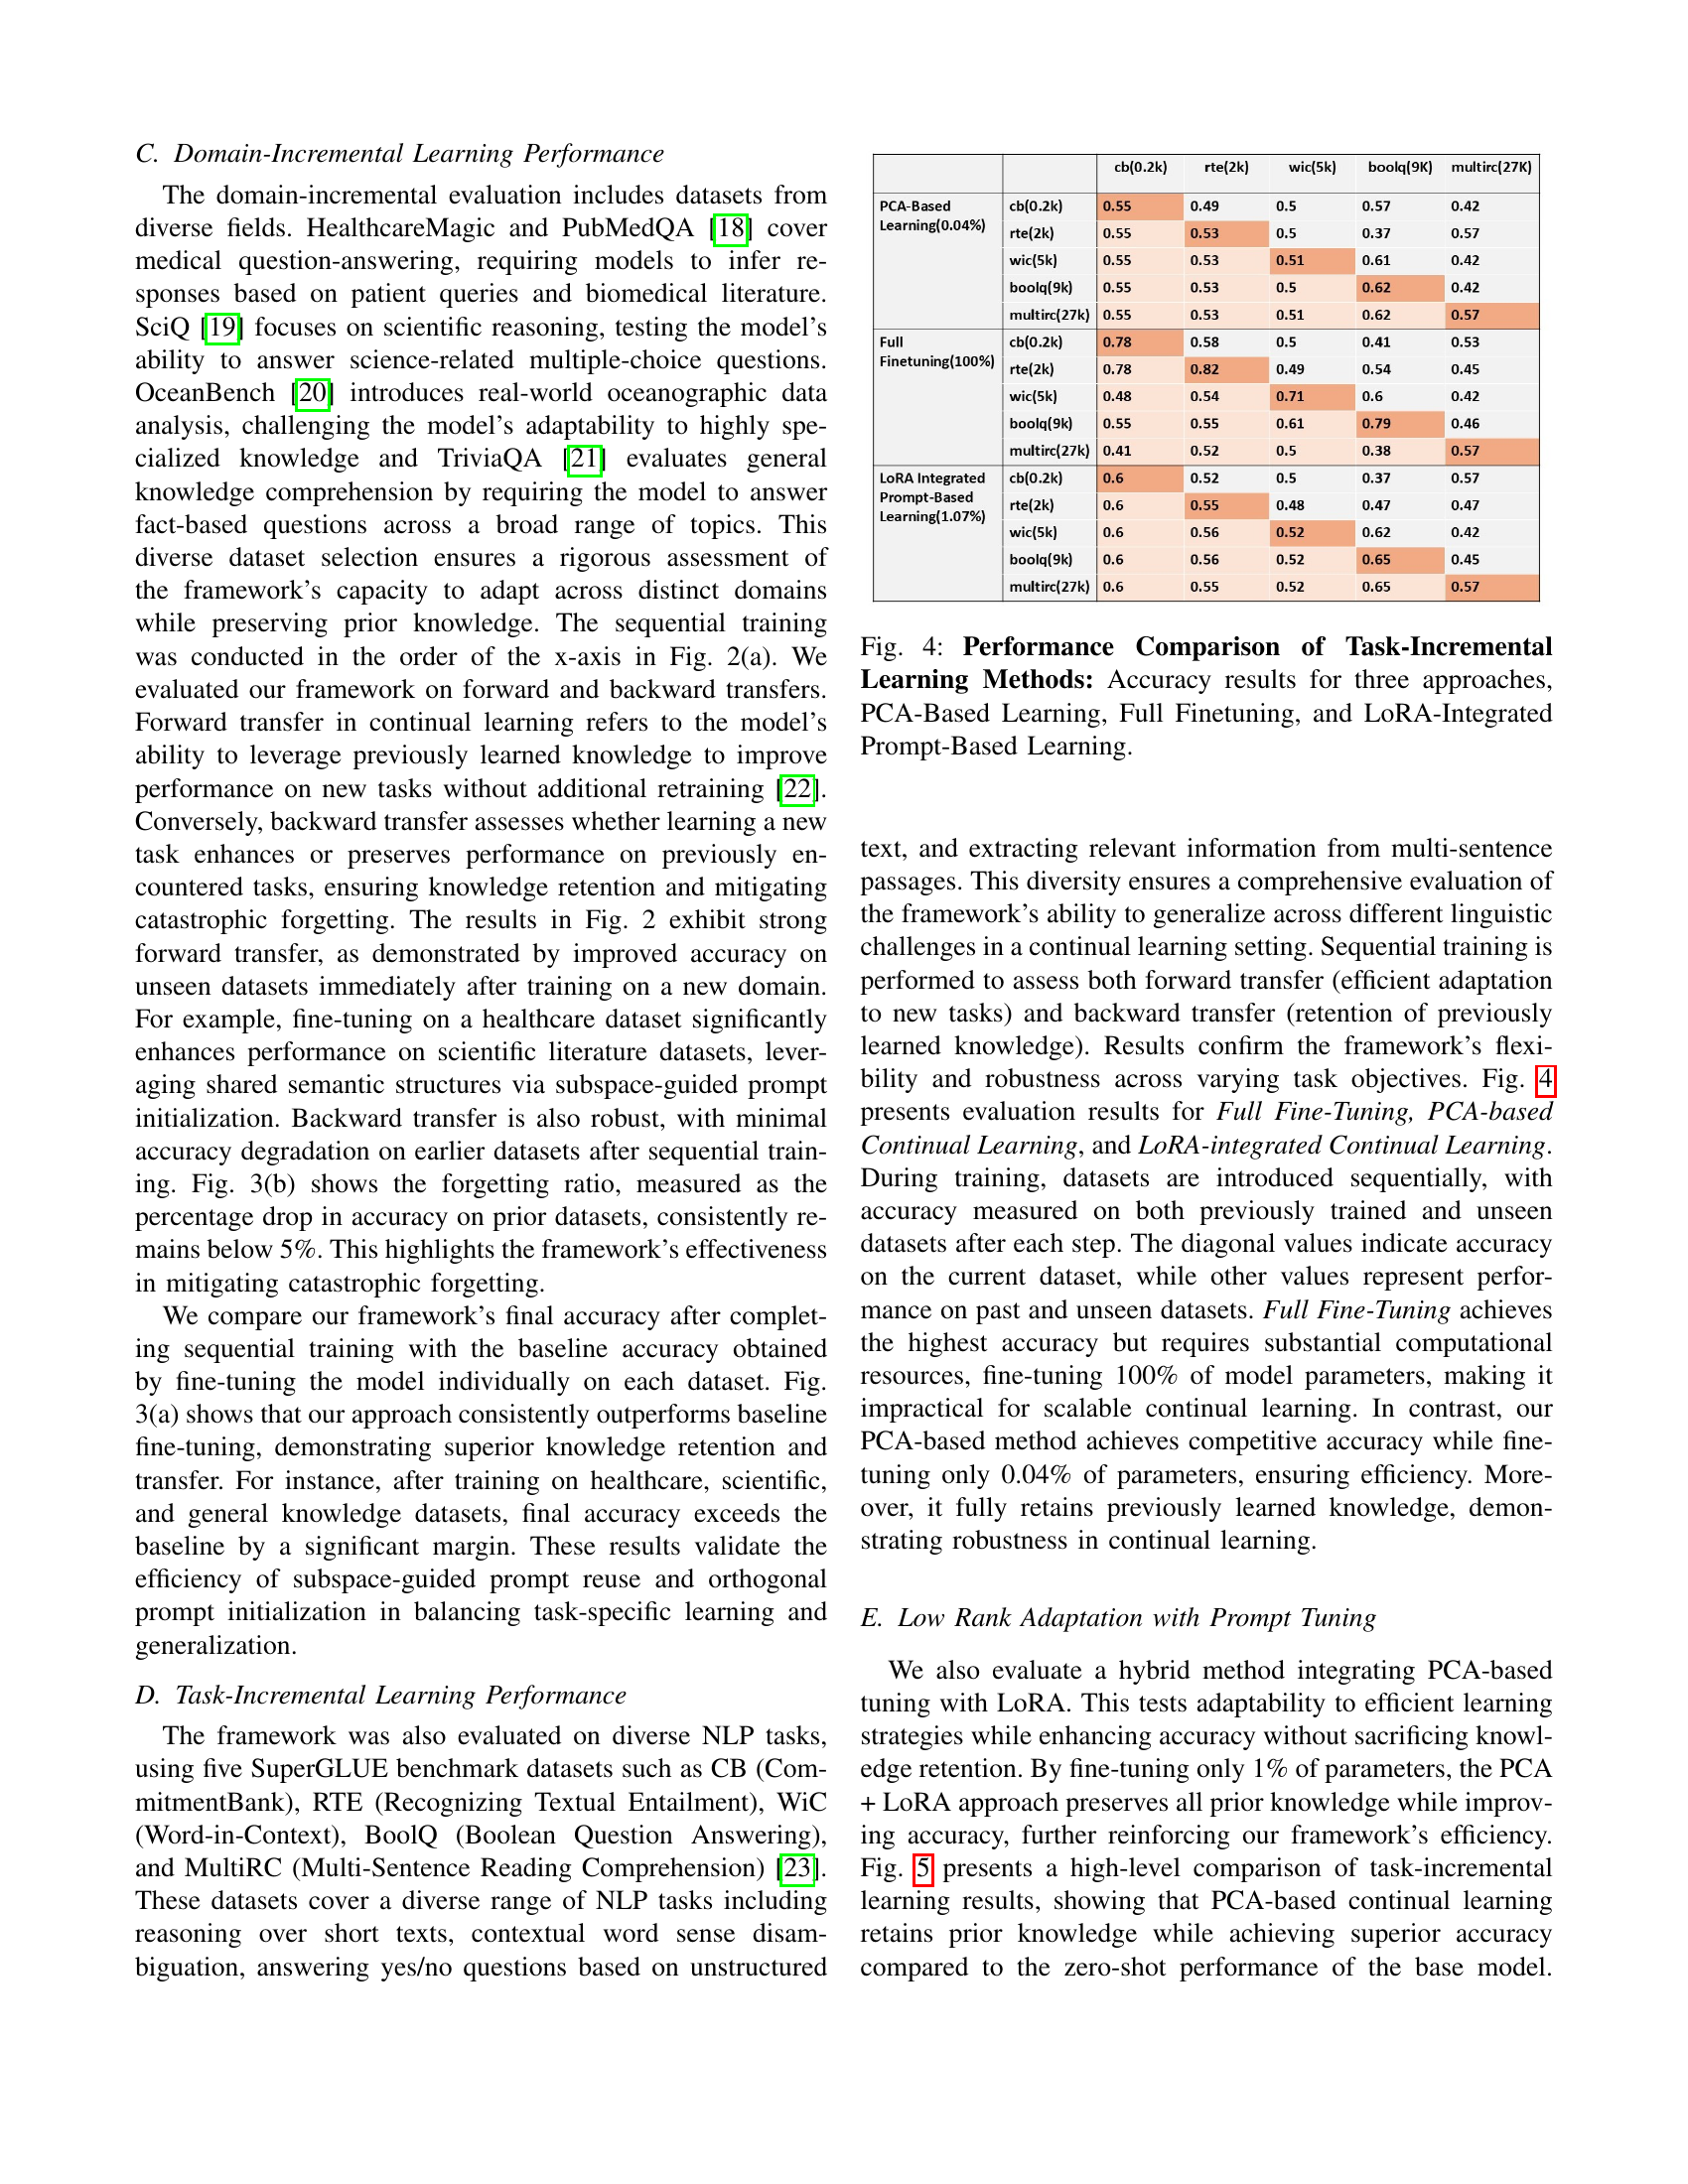 C. Domain-Incremental Learning Performance
The domain-incremental evaluation includes datasets from
diverse fields. HealthcareMagic and PubMedQA [18] cover
medical question-answering, requiring models to infer re-
sponses based on patient queries and biomedical literature.
SciQ [19] focuses on scientific reasoning, testing the model's
ability to answer science-related multiple-choice questions.
OceanBench [20] introduces real-world oceanographic data
analysis, challenging the model's adaptability to highly spe-
cialized knowledge and TriviaQA [21] evaluates general
knowledge comprehension by requiring the model to answer
fact-based questions across a broad range of topics. This
diverse dataset selection ensures a rigorous assessment of
the framework's capacity to adapt across distinct domains
while preserving prior knowledge. The sequential training
was conducted in the order of the x-axis in Fig. 2(a). We
evaluated our framework on forward and backward transfers.
Forward transfer in continual learning refers to the model's
ability to leverage previously learned knowledge to improve
performance on new tasks without additional retraining [22].
Conversely, backward transfer assesses whether learning a new
task enhances or preserves performance on previously en-
countered tasks, ensuring knowledge retention and mitigating
catastrophic forgetting. The results in Fig. 2 exhibit strong
forward transfer, as demonstrated by improved accuracy on
unseen datasets immediately after training on a new domain.
For example, fine-tuning on a healthcare dataset significantly
enhances performance on scientific literature datasets, lever-
aging shared semantic structures via subspace-guided prompt
initialization. Backward transfer is also robust, with minimal
accuracy degradation on earlier datasets after sequential train-
ing. Fig. 3(b) shows the forgetting ratio, measured as the
percentage drop in accuracy on prior datasets, consistently re-
mains below 5%. This highlights the framework's effectiveness
in mitigating catastrophic forgetting.
We compare our framework's final accuracy after complet-
ing sequential training with the baseline accuracy obtained
by fine-tuning the model individually on each dataset. Fig.
3(a) shows that our approach consistently outperforms baseline
fine-tuning, demonstrating superior knowledge retention and
transfer. For instance, after training on healthcare, scientific,
and general knowledge datasets, final accuracy exceeds the
baseline by a significant margin. These results validate the
efficiency of subspace-guided prompt reuse and orthogonal
prompt initialization in balancing task-specific learning and
generalization.
D. Task-Incremental Learning Performance
The framework was also evaluated on diverse NLP tasks,
using five SuperGLUE benchmark datasets such as CB (Com-
mitmentBank), RTE (Recognizing Textual Entailment), WiC
(Word-in-Context), BoolQ (Boolean Question Answering),
and MultiRC (Multi-Sentence Reading Comprehension) [23].
These datasets cover a diverse range of NLP tasks including
reasoning over short texts, contextual word sense disam-
biguation, answering yes/no questions based on unstructured
cb(0.2k) rte(2k) wic(5k) boolq(9K) multirc(27K)
PCA-Based Learning(0.04%) cb(0.2k) 0.55 0.49 0.5 0.57 0.42
rte(2k) 0.55 0.53 0.5 0.37 0.57
wic(5k) 0.55 0.53 0.51 0.61 0.42
boolq(9k) 0.55 0.53 0.5 0.62 0.42
multirc(27k) 0.55 0.53 0.51 0.62 0.57
Full Finetuning(100%) cb(0.2k) 0.78 0.58 0.5 0.41 0.53
rte(2k) 0.78 0.82 0.49 0.54 0.45
wic(5k) 0.48 0.54 0.71 0.6 0.42
boolq(9k) 0.55 0.55 0.61 0.79 0.46
multirc(27k) 0.41 0.52 0.5 0.38 0.57
LoRA Integrated Prompt-Based Learning(1.07%) cb(0.2k) 0.6 0.52 0.5 0.37 0.57
rte(2k) 0.6 0.55 0.48 0.47 0.47
wic(5k) 0.6 0.56 0.52 0.62 0.42
boolq(9k) 0.6 0.56 0.52 0.65 0.45
multirc(27k) 0.6 0.55 0.52 0.65 0.57
Fig. 4: Performance Comparison of Task-Incremental
Learning Methods: Accuracy results for three approaches,
PCA-Based Learning, Full Finetuning, and LoRA-Integrated
Prompt-Based Learning.
text, and extracting relevant information from multi-sentence
passages. This diversity ensures a comprehensive evaluation of
the framework's ability to generalize across different linguistic
challenges in a continual learning setting. Sequential training is
performed to assess both forward transfer (efficient adaptation
to new tasks) and backward transfer (retention of previously
learned knowledge). Results confirm the framework's flexi-
bility and robustness across varying task objectives. Fig. 4
presents evaluation results for Full Fine-Tuning, PCA-based
Continual Learning, and LoRA-integrated Continual Learning.
During training, datasets are introduced sequentially, with
accuracy measured on both previously trained and unseen
datasets after each step. The diagonal values indicate accuracy
on the current dataset, while other values represent perfor-
mance on past and unseen datasets. Full Fine-Tuning achieves
the highest accuracy but requires substantial computational
resources, fine-tuning 100% of model parameters, making it
impractical for scalable continual learning. In contrast, our
PCA-based method achieves competitive accuracy while fine-
tuning only 0.04% of parameters, ensuring efficiency. More-
over, it fully retains previously learned knowledge, demon-
strating robustness in continual learning.
E. Low Rank Adaptation with Prompt Tuning
We also evaluate a hybrid method integrating PCA-based
tuning with LoRA. This tests adaptability to efficient learning
strategies while enhancing accuracy without sacrificing knowl-
edge retention. By fine-tuning only 1% of parameters, the PCA
+ LoRA approach preserves all prior knowledge while improv-
ing accuracy, further reinforcing our framework's efficiency.
Fig. 5 presents a high-level comparison of task-incremental
learning results, showing that PCA-based continual learning
retains prior knowledge while achieving superior accuracy
compared to the zero-shot performance of the base model.